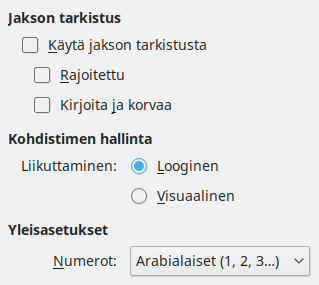 Jakson tarkistus
Käytä jakson tarkistusta
Rajoitettu
Kirjoita ja korvaa
Kohdistimen hallinta
Liikuttaminen: Looginen
Visuaalinen
Yleisasetukset
Numerot: Arabialaiset (1, 2, 3...)